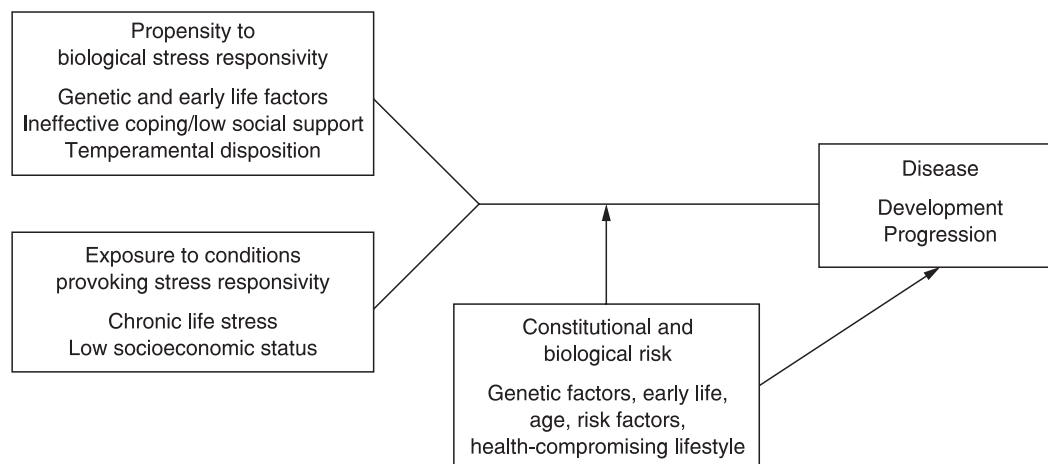 Propensity to
biological stress responsivity
Genetic and early life factors
Ineffective coping/low social support
Temperamental disposition
Exposure to conditions
provoking stress responsivity
Chronic life stress
Low socioeconomic status
Constitutional and
biological risk
Genetic factors, early life,
age, risk factors,
health-compromising lifestyle
Disease
Development
Progression